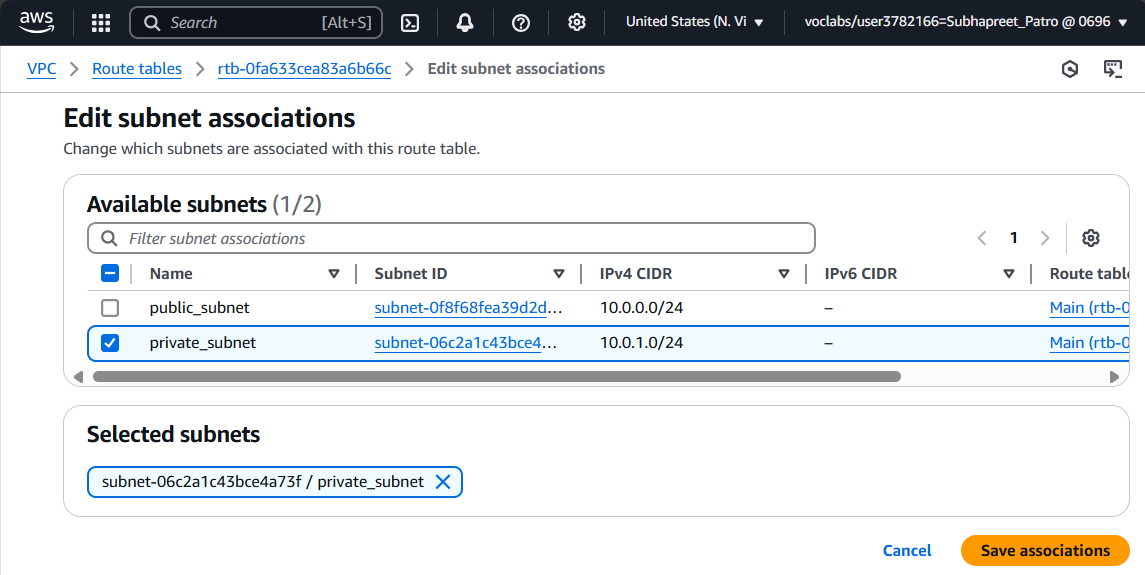 aws Search [Alt+S] United States (N. Vi voclabs/user3782166=Subhapreet_Patro @ 0696
VPC Route tables rtb-0fa633cea83a6b66c Edit subnet associations
Edit subnet associations
Change which subnets are associated with this route table.
Available subnets (1/2)
Filter subnet associations 1
Name Subnet ID IPv4 CIDR IPv6 CIDR Route table
public_subnet subnet-0f8f68fea39d2d... 10.0.0.0/24 – Main (rtb-0
private_subnet subnet-06c2a1c43bce4... 10.0.1.0/24 – Main (rtb-0
Selected subnets
subnet-06c2a1c43bce4a73f / private_subnet
Cancel Save associations